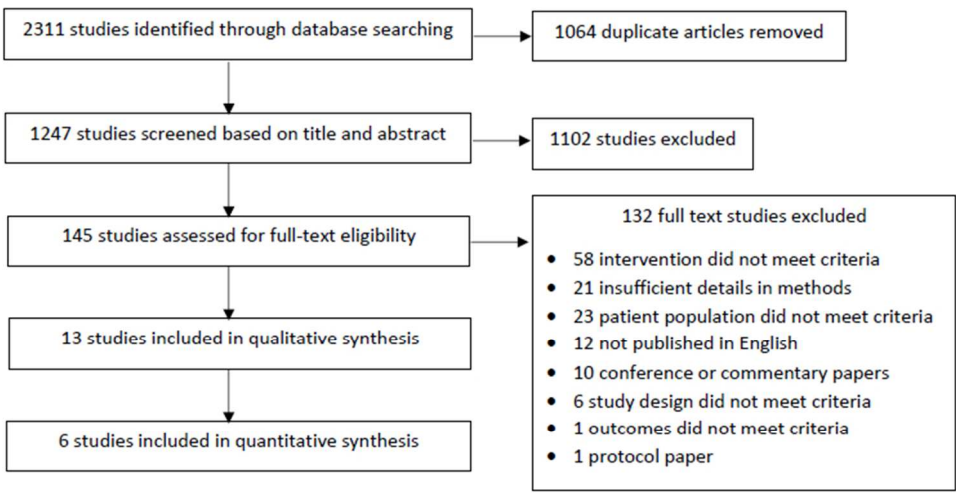 2311 studies identified through database searching
1064 duplicate articles removed
1247 studies screened based on title and abstract
1102 studies excluded
145 studies assessed for full-text eligibility
132 full text studies excluded
• 58 intervention did not meet criteria
• 21 insufficient details in methods
• 23 patient population did not meet criteria
• 12 not published in English
• 10 conference or commentary papers
• 6 study design did not meet criteria
• 1 outcomes did not meet criteria
• 1 protocol paper
13 studies included in qualitative synthesis
6 studies included in quantitative synthesis